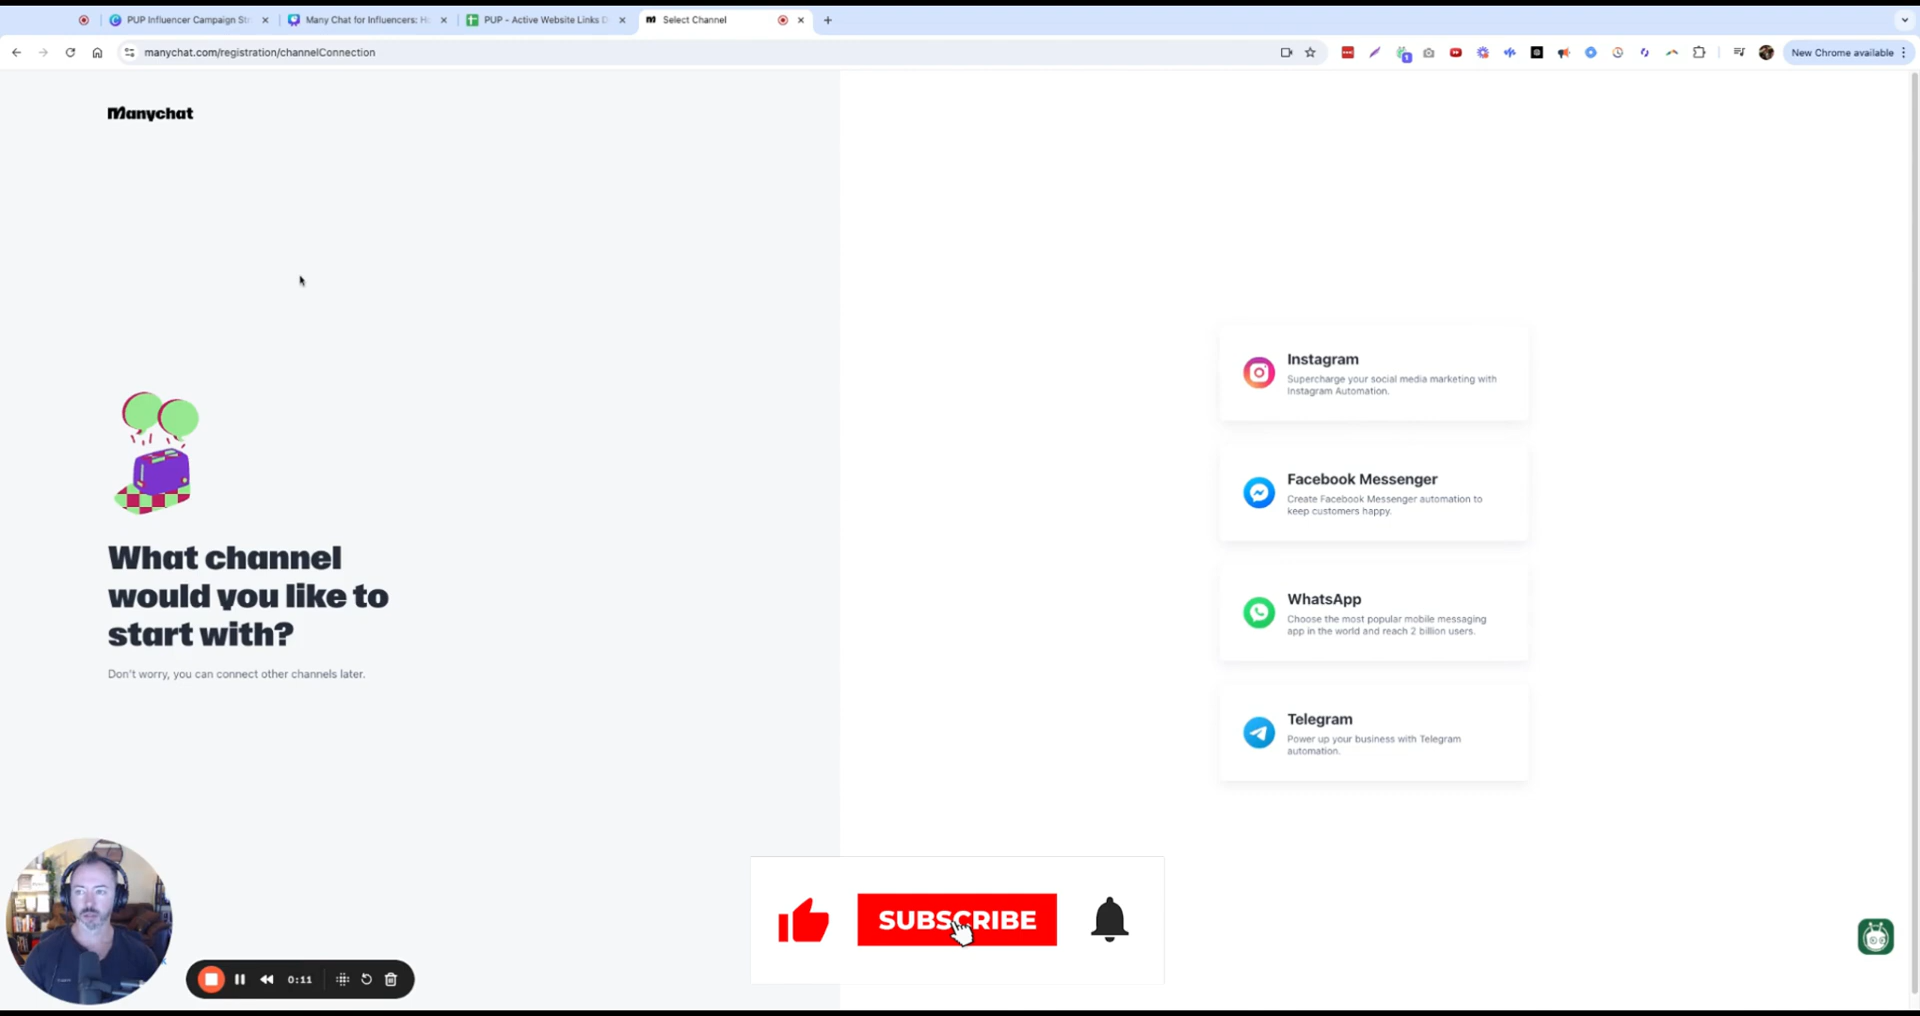 PUP Influencer Campaign Str
Many Chat for Influencers: Ho
PUP - Active Website Links D
Select Channel
manychat.com/registration/channelConnection
1
New Chrome available
Manychat
What channel
would you like to
start with?
Don't worry, you can connect other channels later.
Instagram
Supercharge your social media marketing with
Instagram Automation.
Facebook Messenger
Create Facebook Messenger automation to
keep customers happy.
WhatsApp
Choose the most popular mobile messaging
app in the world and reach 2 billion users.
Telegram
Power up your business with Telegram
automation.
SUBSCRIBE
0:11